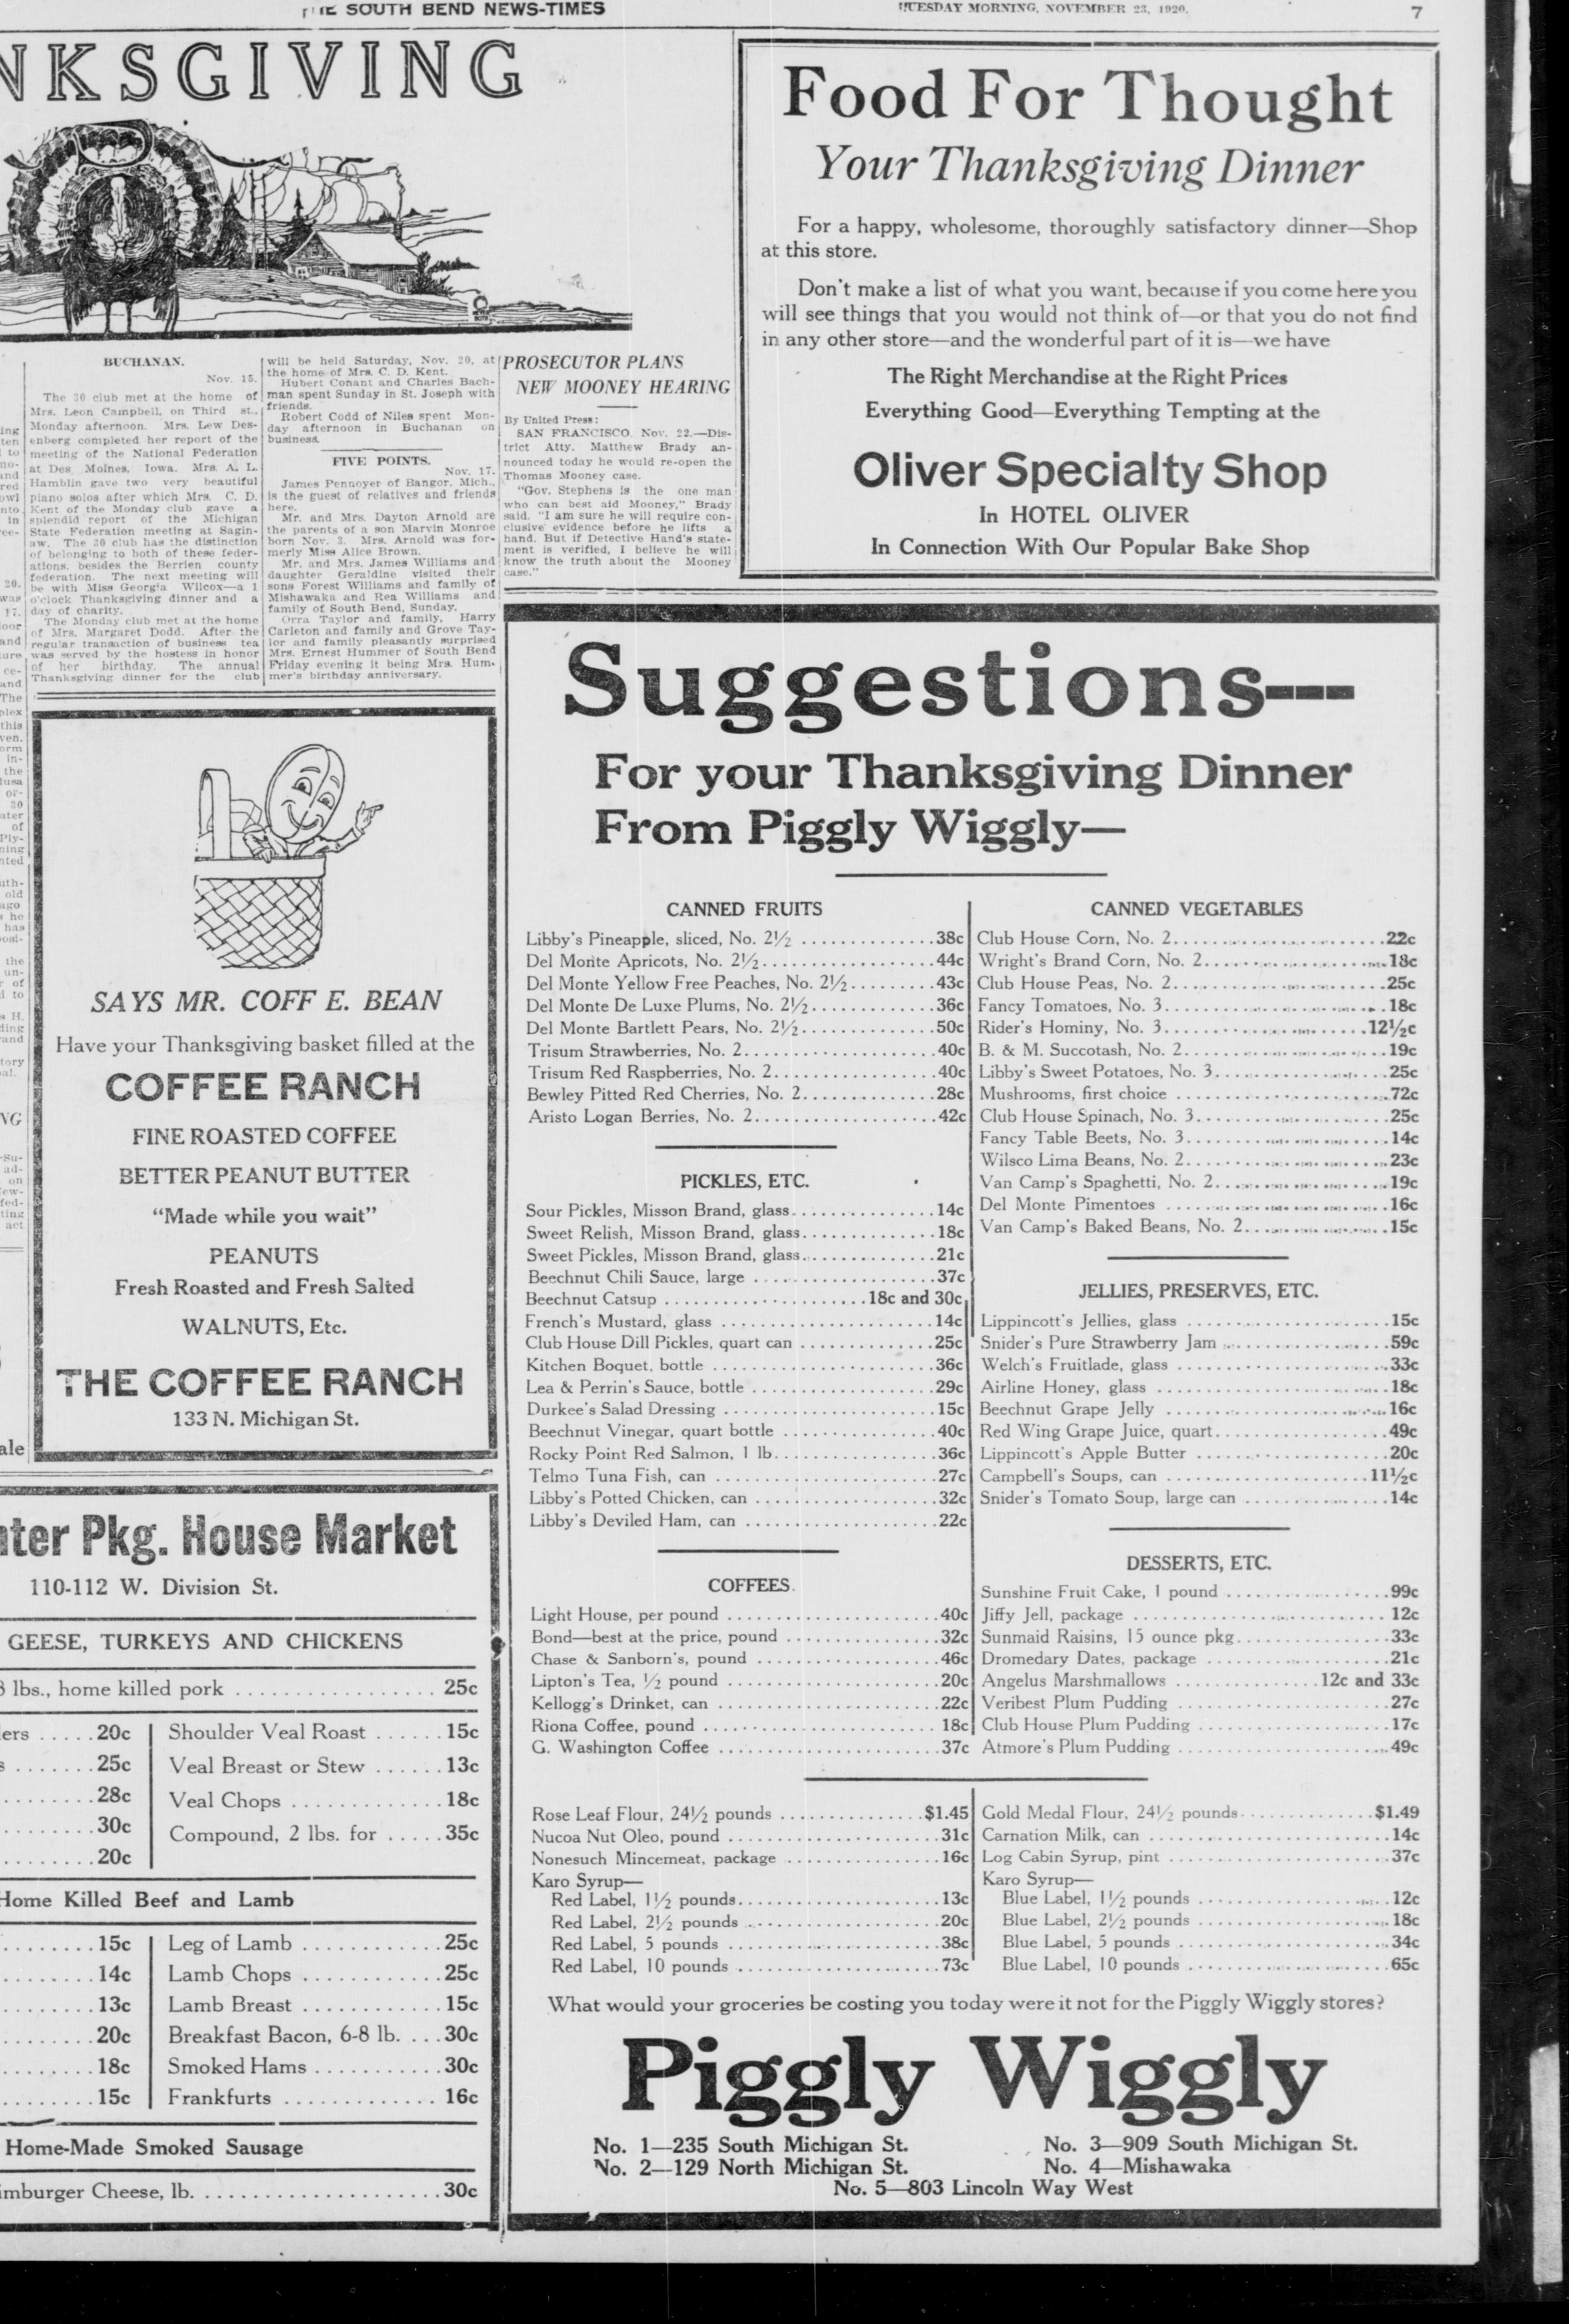 THE SOUTH BEND NEWS-TIMES
TUESDAY MORNING, NOVEMBER 23, 1920.
7
NKSGIVING
BUCHANAN.
Nov. 15.
The 30 club met at the home of
Mrs. Leon Campbell, on Third st.,
Monday afternoon. Mrs. Lew Des-
enberg completed her report of the
meeting of the National Federation
at Des Moines, Iowa. Mrs. A. L.
Hamblin gave two very beautiful
piano solos after which Mrs. C. D.
Kent of the Monday club gave a
splendid report of the Michigan
State Federation meeting at Sagin-
aw. The 30 club has the distinction
of belonging to both of these feder-
ations, besides the Berrien county
federation. The next meeting will
be with Miss Georgia Wilcox—a 1
o'clock Thanksgiving dinner and a
day of charity.
The Monday club met at the home
of Mrs. Margaret Dodd. After the
regular transaction of business tea
was served by the hostess in honor
of her birthday. The annual
Thanksgiving dinner for the club
will be held Saturday, Nov. 20, at
the home of Mrs. C. D. Kent.
Hubert Conant and Charles Bach-
man spent Sunday in St. Joseph with
friends.
Robert Codd of Niles spent Mon-
day afternoon in Buchanan on
business.
FIVE POINTS.
Nov. 17.
James Pennoyer of Bangor, Mich.,
is the guest of relatives and friends
here.
Mr. and Mrs. Dayton Arnold are
the parents of a son Marvin Monroe
born Nov. 3. Mrs. Arnold was for-
merly Miss Alice Brown.
Mr. and Mrs. James Williams and
daughter Geraldine visited their
sons Forest Williams and family of
Mishawaka and Rea Williams and
family of South Bend, Sunday.
Orra Taylor and family, Harry
Carleton and family and Grove Tay-
lor and family pleasantly surprised
Mrs. Ernest Hummer of South Bend
Friday evening it being Mrs. Hum-
mer's birthday anniversary.
PROSECUTOR PLANS
NEW MOONEY HEARING
By United Press:
SAN FRANCISCO, Nov. 22.—Dis-
trict Atty. Matthew Brady an-
nounced today he would re-open the
Thomas Mooney case.
"Gov. Stephens is the one man
who can best aid Mooney," Brady
said. "I am sure he will require con-
clusive evidence before he lifts a
hand. But if Detective Hand's state-
ment is verified, I believe he will
know the truth about the Mooney
case."
Food For Thought
Your Thanksgiving Dinner
For a happy, wholesome, thoroughly satisfactory dinner—Shop
at this store.
Don't make a list of what you want, because if you come here you
will see things that you would not think of—or that you do not find
in any other store—and the wonderful part of it is—we have
The Right Merchandise at the Right Prices
Everything Good—Everything Tempting at the
Oliver Specialty Shop
In HOTEL OLIVER
In Connection With Our Popular Bake Shop
SAYS MR. COFF E. BEAN
Have your Thanksgiving basket filled at the
COFFEE RANCH
FINE ROASTED COFFEE
BETTER PEANUT BUTTER
"Made while you wait"
PEANUTS
Fresh Roasted and Fresh Salted
WALNUTS, Etc.
THE COFFEE RANCH
133 N. Michigan St.
ter Pkg. House Market
110-112 W. Division St.
GEESE, TURKEYS AND CHICKENS
lbs., home killed pork .................. 25c
ers ..... 20c
s ........ 25c
......... 28c
......... 30c
......... 20c
Shoulder Veal Roast ...... 15c
Veal Breast or Stew ...... 13c
Veal Chops ............. 18c
Compound, 2 lbs. for ..... 35c
Home Killed Beef and Lamb
......... 15c
......... 14c
......... 13c
......... 20c
......... 18c
......... 15c
Leg of Lamb ............ 25c
Lamb Chops ............ 25c
Lamb Breast ............ 15c
Breakfast Bacon, 6-8 lb. .... 30c
Smoked Hams ........... 30c
Frankfurts ............. 16c
Home-Made Smoked Sausage
imburger Cheese, lb. ..................... 30c
Suggestions---
For your Thanksgiving Dinner
From Piggly Wiggly—
CANNED FRUITS
Libby's Pineapple, sliced, No. 2½ .............. 38c
Del Monte Apricots, No. 2½ .................. 44c
Del Monte Yellow Free Peaches, No. 2½ ......... 43c
Del Monte De Luxe Plums, No. 2½ ............. 36c
Del Monte Bartlett Pears, No. 2½ .............. 50c
Trisum Strawberries, No. 2 .................... 40c
Trisum Red Raspberries, No. 2 ................. 40c
Bewley Pitted Red Cherries, No. 2 .............. 28c
Aristo Logan Berries, No. 2 ................... 42c
PICKLES, ETC.
Sour Pickles, Misson Brand, glass ............... 14c
Sweet Relish, Misson Brand, glass .............. 18c
Sweet Pickles, Misson Brand, glass .............. 21c
Beechnut Chili Sauce, large ................... 37c
Beechnut Catsup ..................... 18c and 30c
French's Mustard, glass ...................... 14c
Club House Dill Pickles, quart can .............. 25c
Kitchen Boquet, bottle ....................... 36c
Lea & Perrin's Sauce, bottle ................... 29c
Durkee's Salad Dressing ...................... 15c
Beechnut Vinegar, quart bottle ................ 40c
Rocky Point Red Salmon, 1 lb. ................. 36c
Telmo Tuna Fish, can ........................ 27c
Libby's Potted Chicken, can ................... 32c
Libby's Deviled Ham, can .................... 22c
COFFEES.
Light House, per pound ...................... 40c
Bond—best at the price, pound ................ 32c
Chase & Sanborn's, pound ................... 46c
Lipton's Tea, ½ pound ....................... 20c
Kellogg's Drinket, can ....................... 22c
Riona Coffee, pound ......................... 18c
G. Washington Coffee ....................... 37c
CANNED VEGETABLES
Club House Corn, No. 2 ...................... 22c
Wright's Brand Corn, No. 2 ................... 18c
Club House Peas, No. 2 ...................... 25c
Fancy Tomatoes, No. 3 ....................... 18c
Rider's Hominy, No. 3 ..................... 12½c
B. & M. Succotash, No. 2 ..................... 19c
Libby's Sweet Potatoes, No. 3 ................. 25c
Mushrooms, first choice ...................... 72c
Club House Spinach, No. 3 .................... 25c
Fancy Table Beets, No. 3 ..................... 14c
Wilsco Lima Beans, No. 2 ..................... 23c
Van Camp's Spaghetti, No. 2 .................. 19c
Del Monte Pimentoes ........................ 16c
Van Camp's Baked Beans, No. 2 ............... 15c
JELLIES, PRESERVES, ETC.
Lippincott's Jellies, glass ..................... 15c
Snider's Pure Strawberry Jam ................. 59c
Welch's Fruitlade, glass ...................... 33c
Airline Honey, glass ......................... 18c
Beechnut Grape Jelly ........................ 16c
Red Wing Grape Juice, quart .................. 49c
Lippincott's Apple Butter ..................... 20c
Campbell's Soups, can ..................... 11½c
Snider's Tomato Soup, large can ............... 14c
DESSERTS, ETC.
Sunshine Fruit Cake, 1 pound ................. 99c
Jiffy Jell, package ........................... 12c
Sunmaid Raisins, 15 ounce pkg. ................ 33c
Dromedary Dates, package ................... 21c
Angelus Marshmallows ............... 12c and 33c
Veribest Plum Pudding ...................... 27c
Club House Plum Pudding .................... 17c
Atmore's Plum Pudding ...................... 49c
Rose Leaf Flour, 24½ pounds ............... $1.45
Nucoa Nut Oleo, pound ...................... 31c
Nonesuch Mincemeat, package ................ 16c
Karo Syrup—
Red Label, 1½ pounds ..................... 13c
Red Label, 2½ pounds ..................... 20c
Red Label, 5 pounds ...................... 38c
Red Label, 10 pounds ..................... 73c
Gold Medal Flour, 24½ pounds .............. $1.49
Carnation Milk, can ......................... 14c
Log Cabin Syrup, pint ....................... 37c
Karo Syrup—
Blue Label, 1½ pounds .................... 12c
Blue Label, 2½ pounds .................... 18c
Blue Label, 5 pounds ...................... 34c
Blue Label, 10 pounds ..................... 65c
What would your groceries be costing you today were it not for the Piggly Wiggly stores?
Piggly Wiggly
No. 1—235 South Michigan St.
No. 2—129 North Michigan St.
No. 3—909 South Michigan St.
No. 4—Mishawaka
No. 5—803 Lincoln Way West